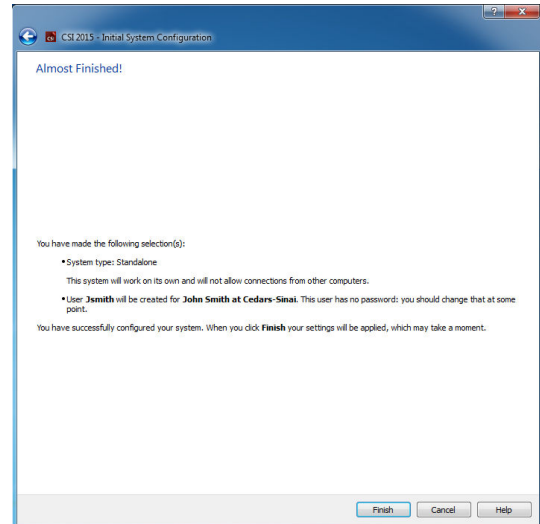 CSI 2015 - Initial System Configuration
Almost Finished!
You have made the following selection(s):
•System type: Standalone
This system will work on its own and will not allow connections from other computers.
•User Jsmith will be created for John Smith at Cedars-Sinai. This user has no password: you should change that at some
point.
You have successfully configured your system. When you click Finish your settings will be applied, which may take a moment.
Finish Cancel Help